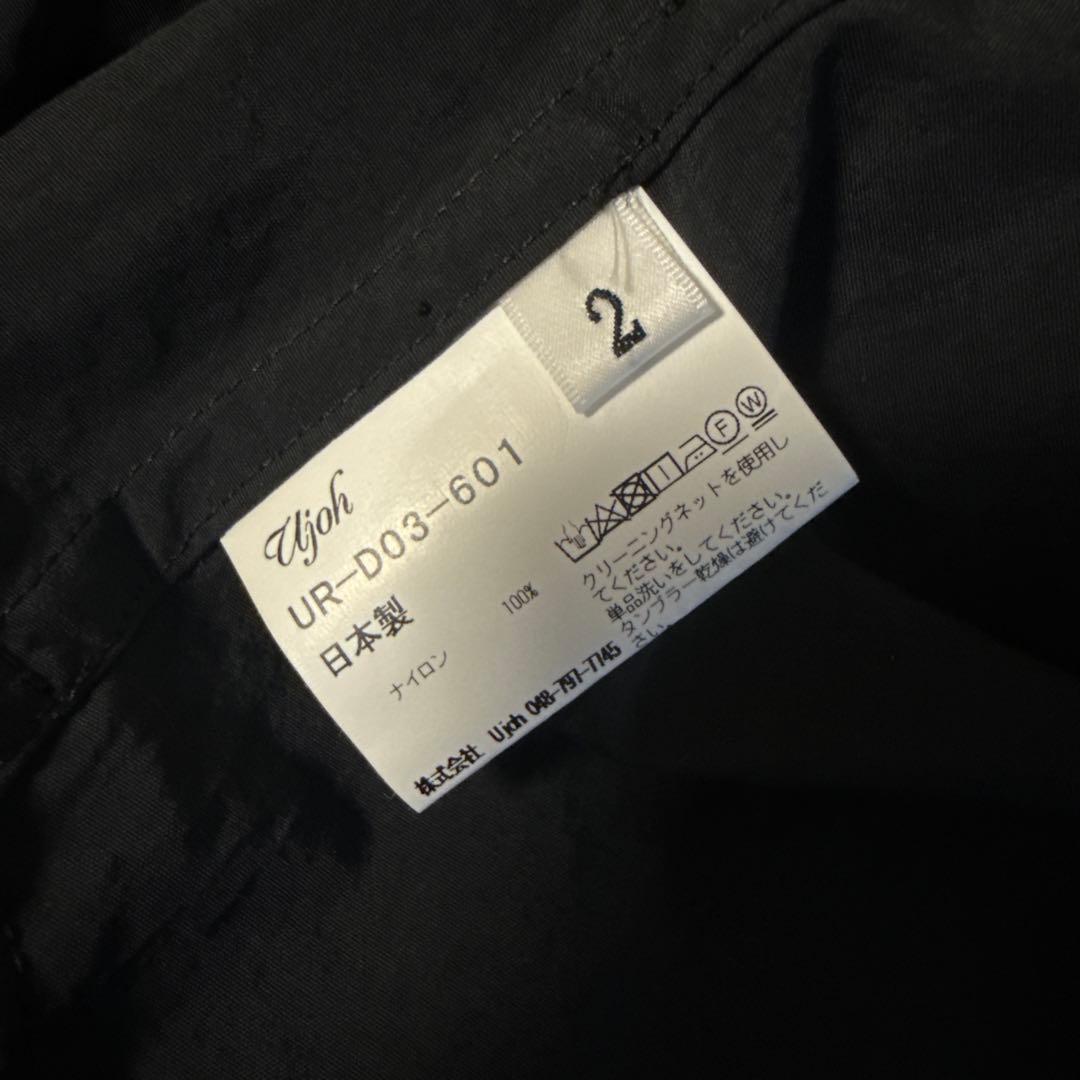 2
Ujoh
UR-D03-601
日本製
ナイロン 100%
F W
クリーニングネットを使用し
てください。
単品洗いをしてください。
タンブラー乾燥は避けてくだ
さい
株式会社 Ujoh 048-797-7745